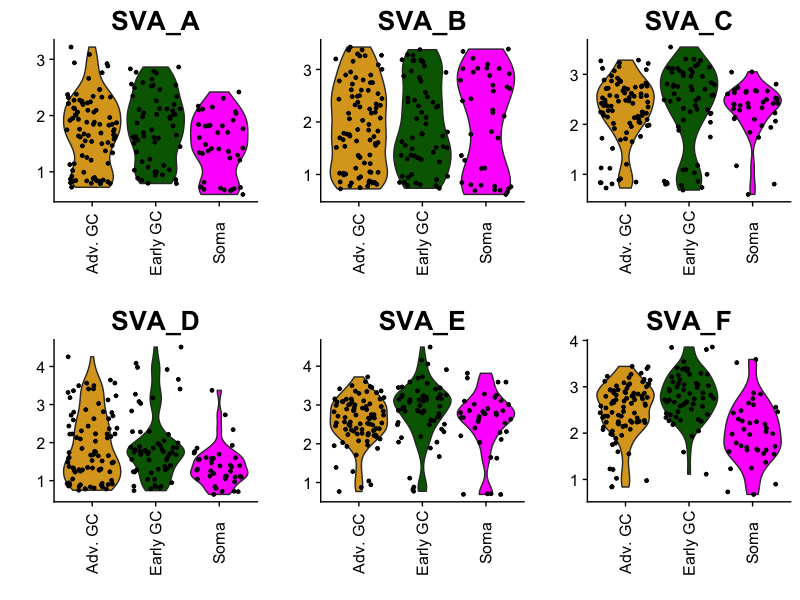 SVA_A
SVA_B
SVA_C
3
2
1
Adv. GC
Early GC
Soma
3
2
1
Adv. GC
Early GC
Soma
3
2
1
Adv. GC
Early GC
Soma
SVA_D
SVA_E
SVA_F
4
3
2
1
Adv. GC
Early GC
Soma
4
3
2
1
Adv. GC
Early GC
Soma
4
3
2
1
Adv. GC
Early GC
Soma